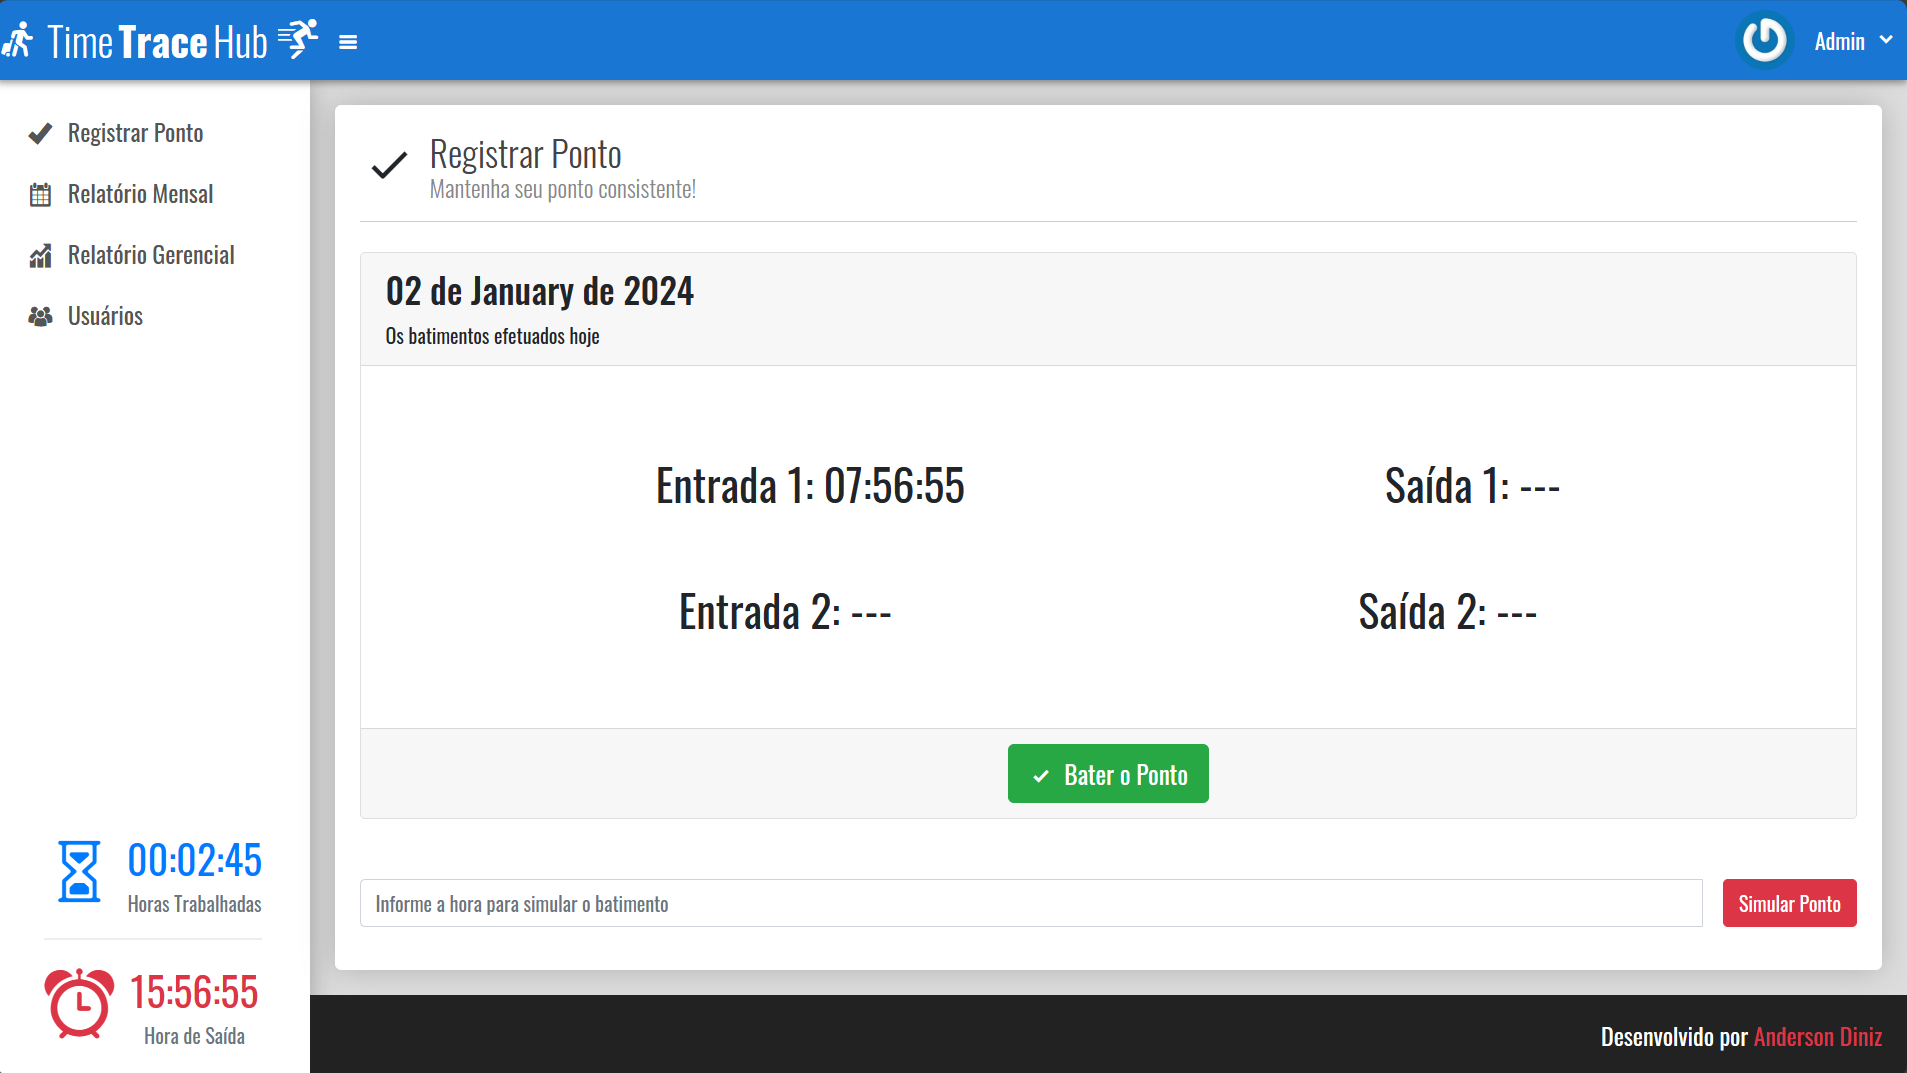 Time Trace Hub
Admin
Registrar Ponto
Relatório Mensal
Relatório Gerencial
Usuários
00:02:45
Horas Trabalhadas
15:56:55
Hora de Saída
Registrar Ponto
Mantenha seu ponto consistente!
02 de January de 2024
Os batimentos efetuados hoje
Entrada 1: 07:56:55
Saída 1: ---
Entrada 2: ---
Saída 2: ---
Bater o Ponto
Informe a hora para simular o batimento
Simular Ponto
Desenvolvido por Anderson Diniz